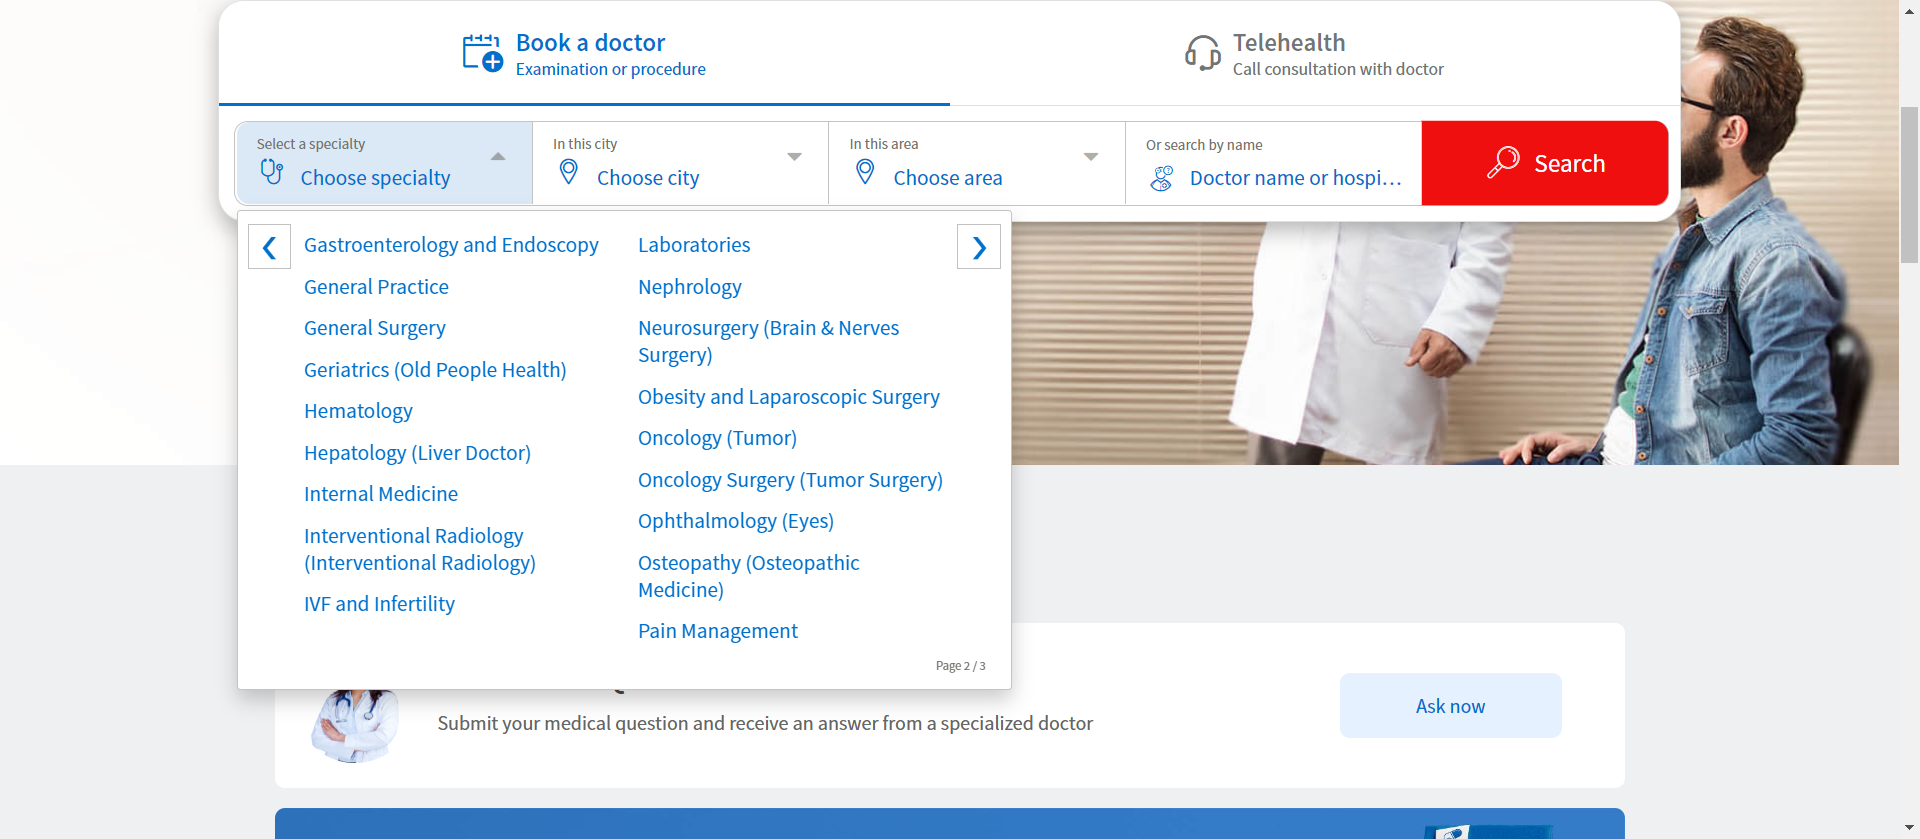 Book a doctor
Examination or procedure
Telehealth
Call consultation with doctor
Select a specialty
Choose specialty
In this city
Choose city
In this area
Choose area
Or search by name
Doctor name or hospi...
Search
Gastroenterology and Endoscopy
General Practice
General Surgery
Geriatrics (Old People Health)
Hematology
Hepatology (Liver Doctor)
Internal Medicine
Interventional Radiology
(Interventional Radiology)
IVF and Infertility
Laboratories
Nephrology
Neurosurgery (Brain & Nerves
Surgery)
Obesity and Laparoscopic Surgery
Oncology (Tumor)
Oncology Surgery (Tumor Surgery)
Ophthalmology (Eyes)
Osteopathy (Osteopathic
Medicine)
Pain Management
Page 2 / 3
Submit your medical question and receive an answer from a specialized doctor
Ask now